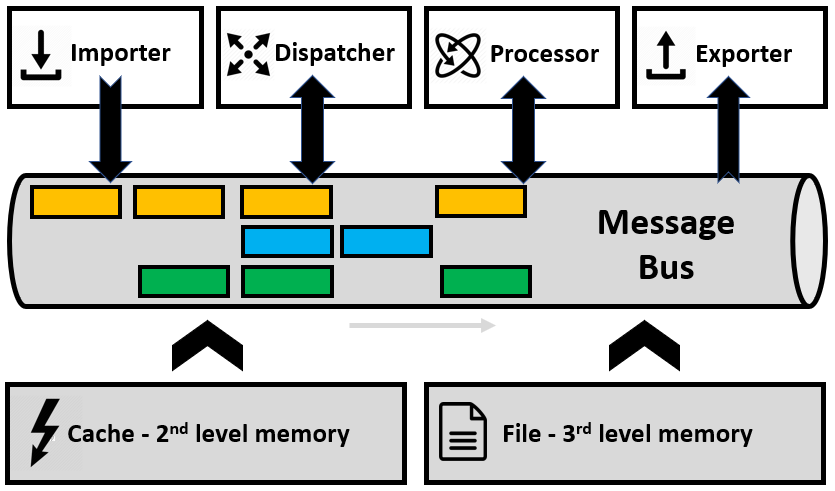 Importer
Dispatcher
Processor
Exporter
Message
Bus
Cache - 2nd level memory
File - 3rd level memory